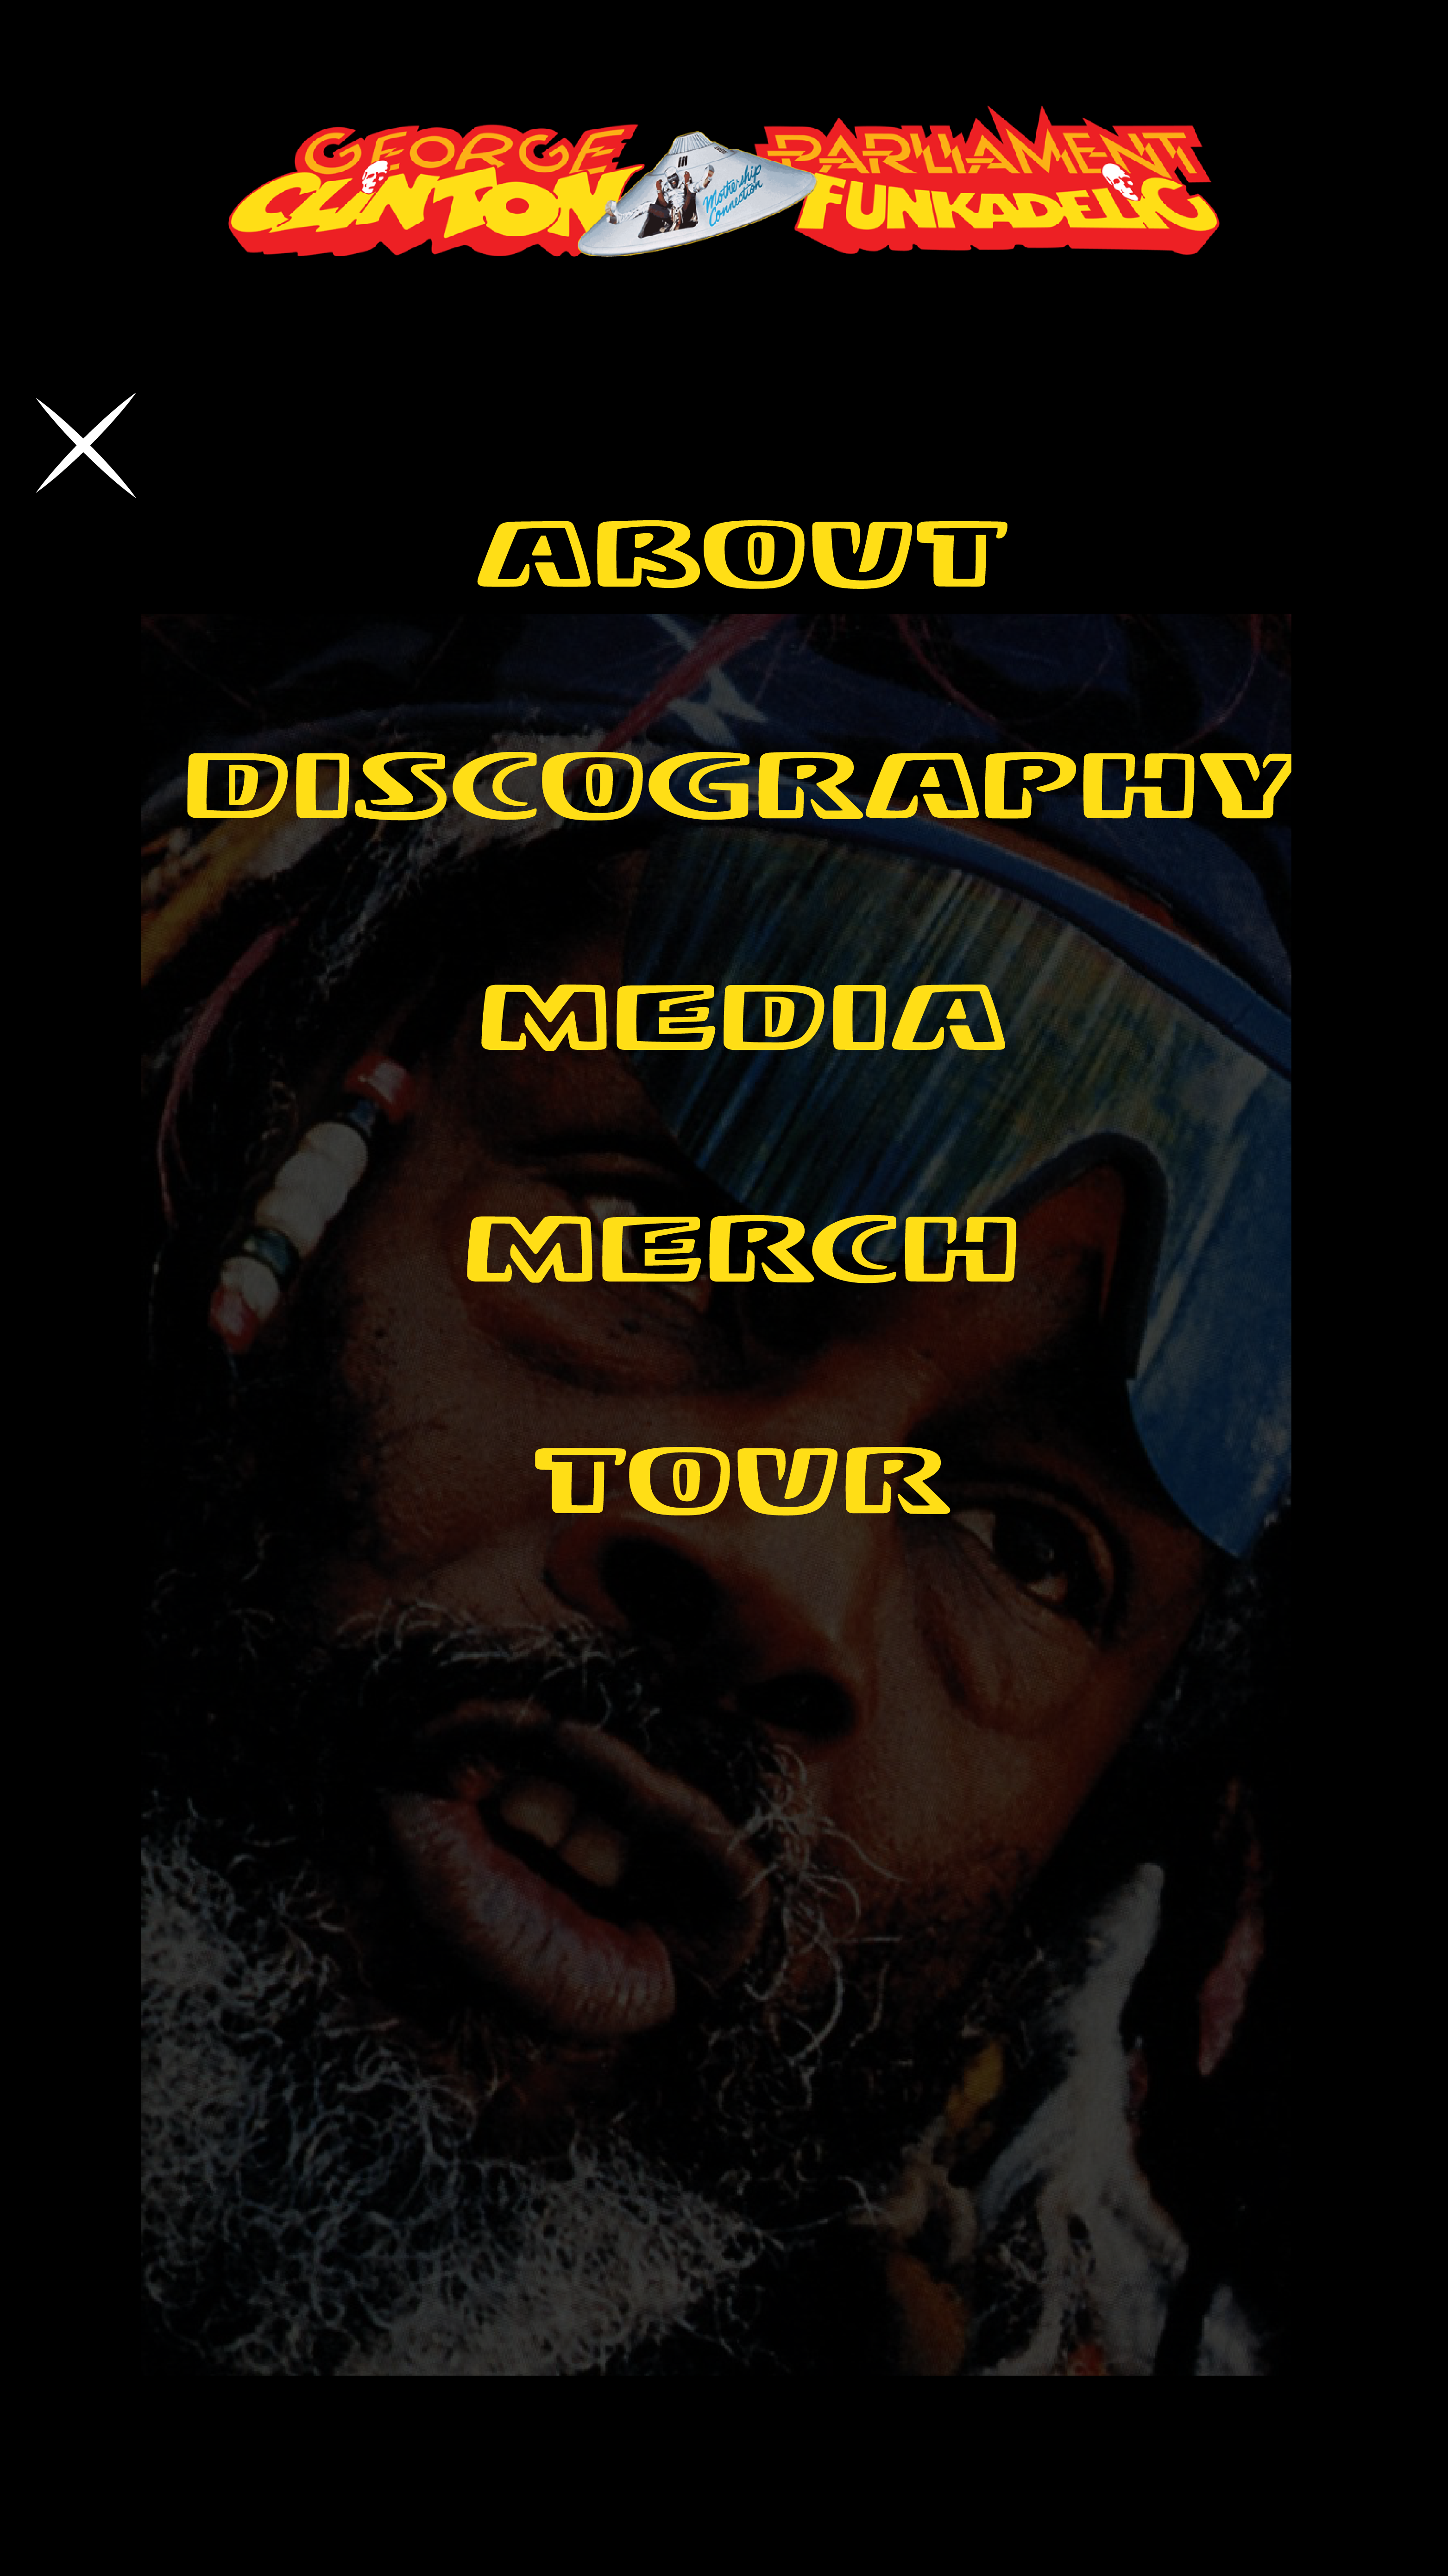 GEORGE PARLIAMENT
CLINTON Mothership FUNKADELIC
Connection
ABOUT
DISCOGRAPHY
MEDIA
MERCH
TOUR